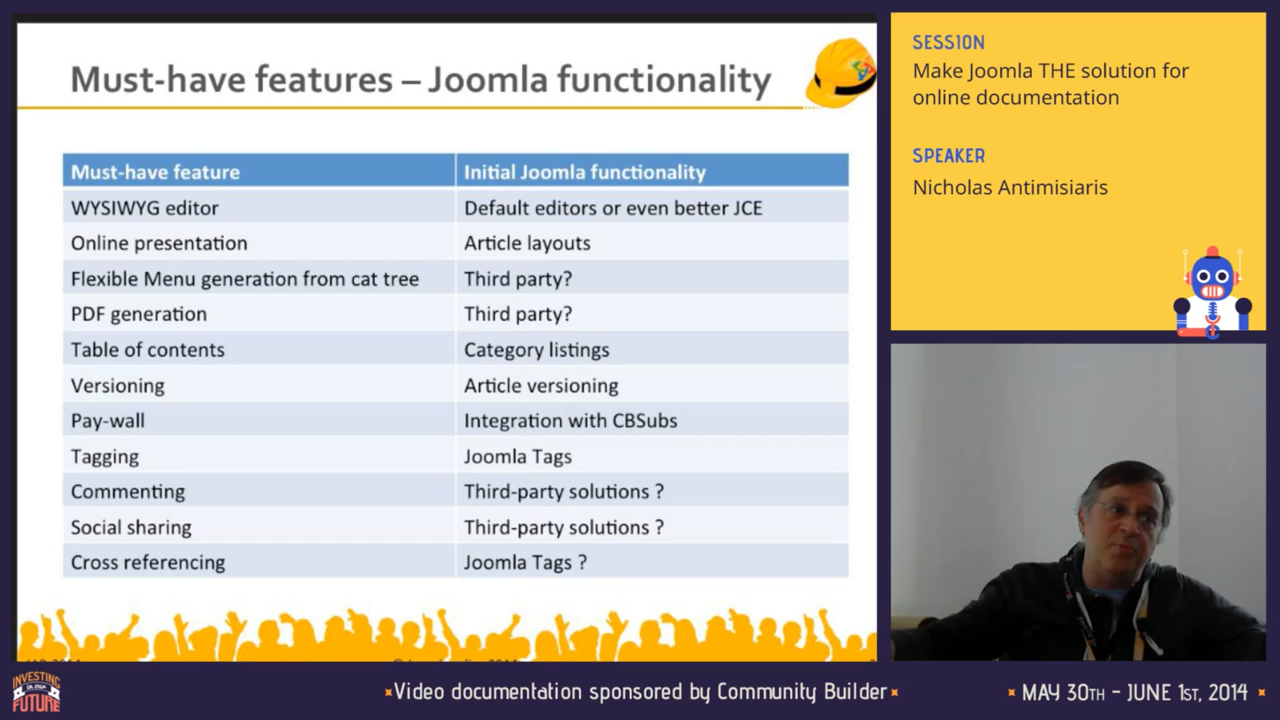 Must-have features – Joomla functionality
Must-have feature Initial Joomla functionality
WYSIWYG editor Default editors or even better JCE
Online presentation Article layouts
Flexible Menu generation from cat tree Third party?
PDF generation Third party?
Table of contents Category listings
Versioning Article versioning
Pay-wall Integration with CBSubs
Tagging Joomla Tags
Commenting Third-party solutions ?
Social sharing Third-party solutions ?
Cross referencing Joomla Tags ?
SESSION
Make Joomla THE solution for
online documentation
SPEAKER
Nicholas Antimisiaris
INVESTING
IN OUR
FUTURE
Video documentation sponsored by Community Builder
MAY 30TH - JUNE 1ST, 2014